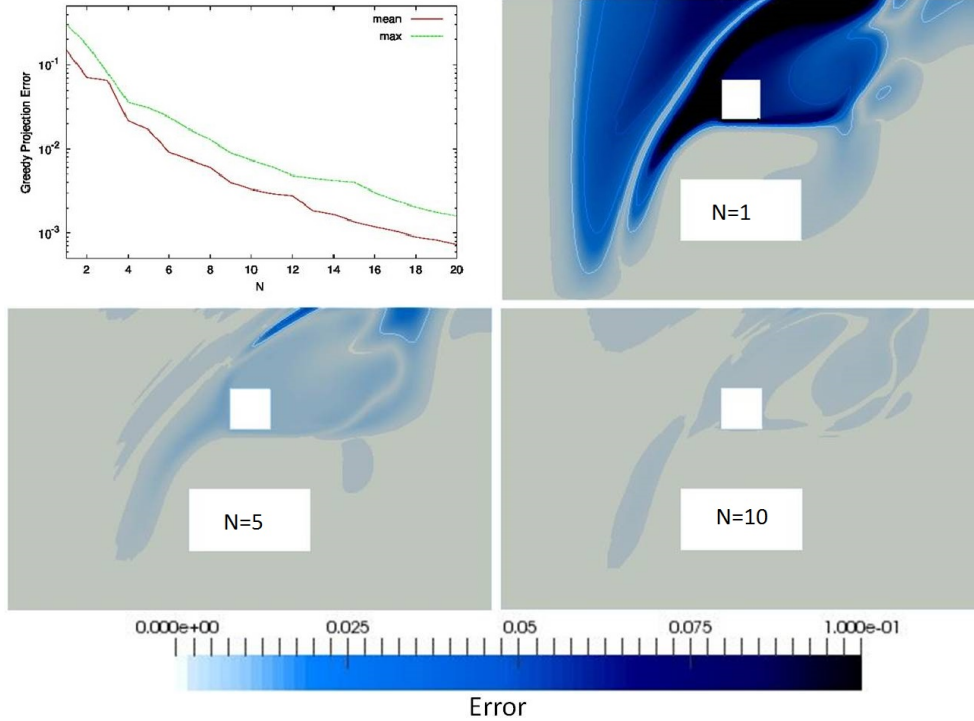 mean
max
Greedy Projection Error
10^-1
10^-2
10^-3
2 4 6 8 10 12 14 16 18 20
N
N=1
N=5
N=10
0.000e+00 0.025 0.05 0.075 1.000e-01
Error